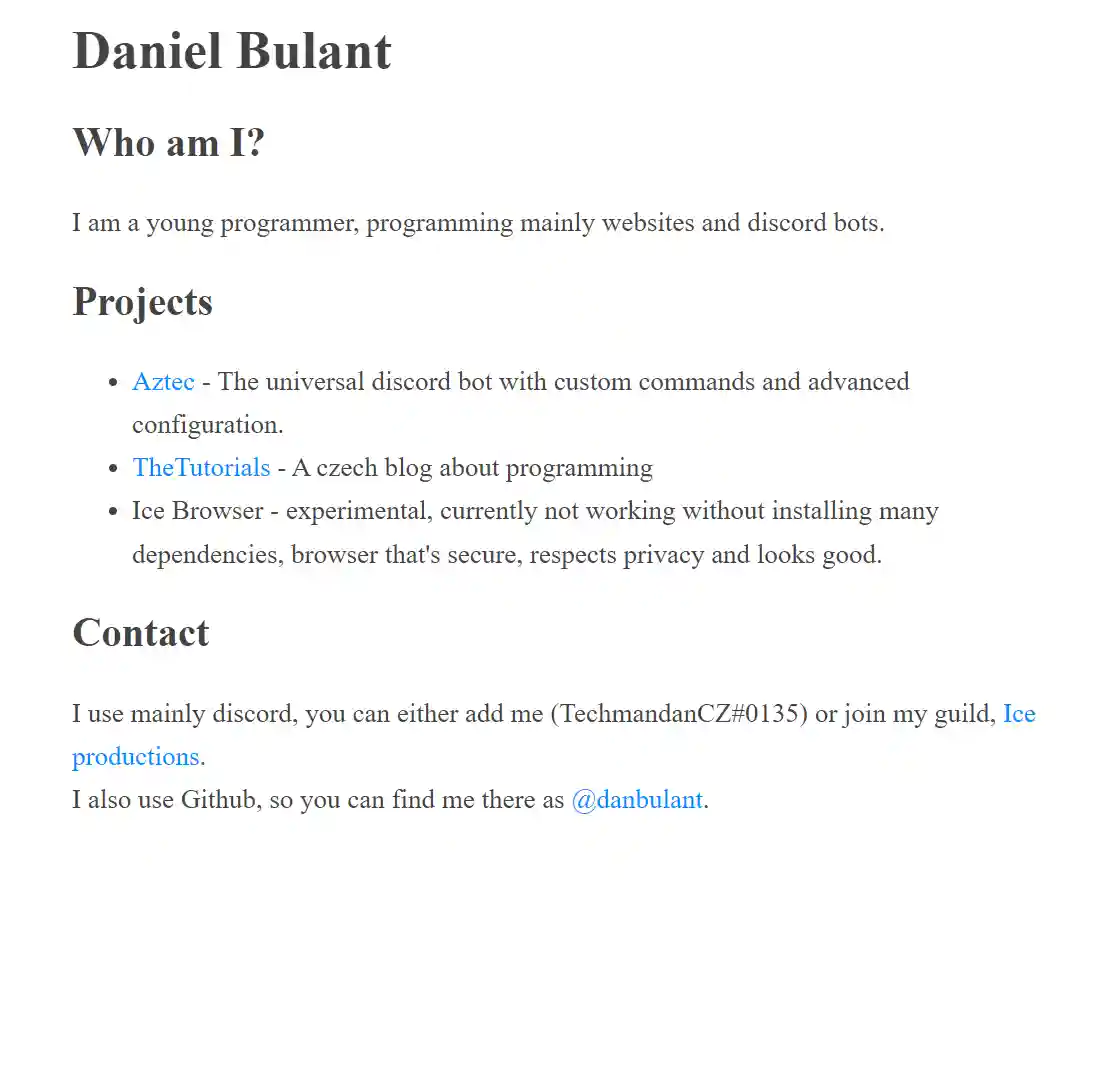 Daniel Bulant
Who am I?
I am a young programmer, programming mainly websites and discord bots.
Projects
• Aztec - The universal discord bot with custom commands and advanced
configuration.
• TheTutorials - A czech blog about programming
• Ice Browser - experimental, currently not working without installing many
dependencies, browser that's secure, respects privacy and looks good.
Contact
I use mainly discord, you can either add me (TechmandanCZ#0135) or join my guild, Ice
productions.
I also use Github, so you can find me there as @danbulant.